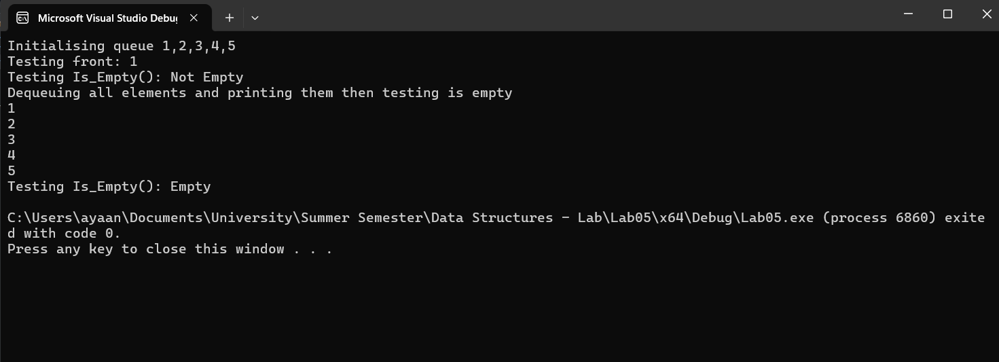 Microsoft Visual Studio Debug
Initialising queue 1,2,3,4,5
Testing front: 1
Testing Is_Empty(): Not Empty
Dequeuing all elements and printing them then testing is empty
1
2
3
4
5
Testing Is_Empty(): Empty
C:\Users\ayaan\Documents\University\Summer Semester\Data Structures - Lab\Lab05\x64\Debug\Lab05.exe (process 6860) exite
d with code 0.
Press any key to close this window . . .